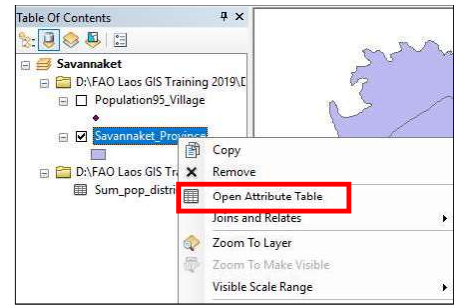 Table Of Contents
Savannaket
D:\FAO Laos GIS Training 2019\D
Population95_Village
Savannaket_Province
D:\FAO Laos GIS Tr
Sum_pop_distri
Copy
Remove
Open Attribute Table
Joins and Relates
Zoom To Layer
Zoom To Make Visible
Visible Scale Range